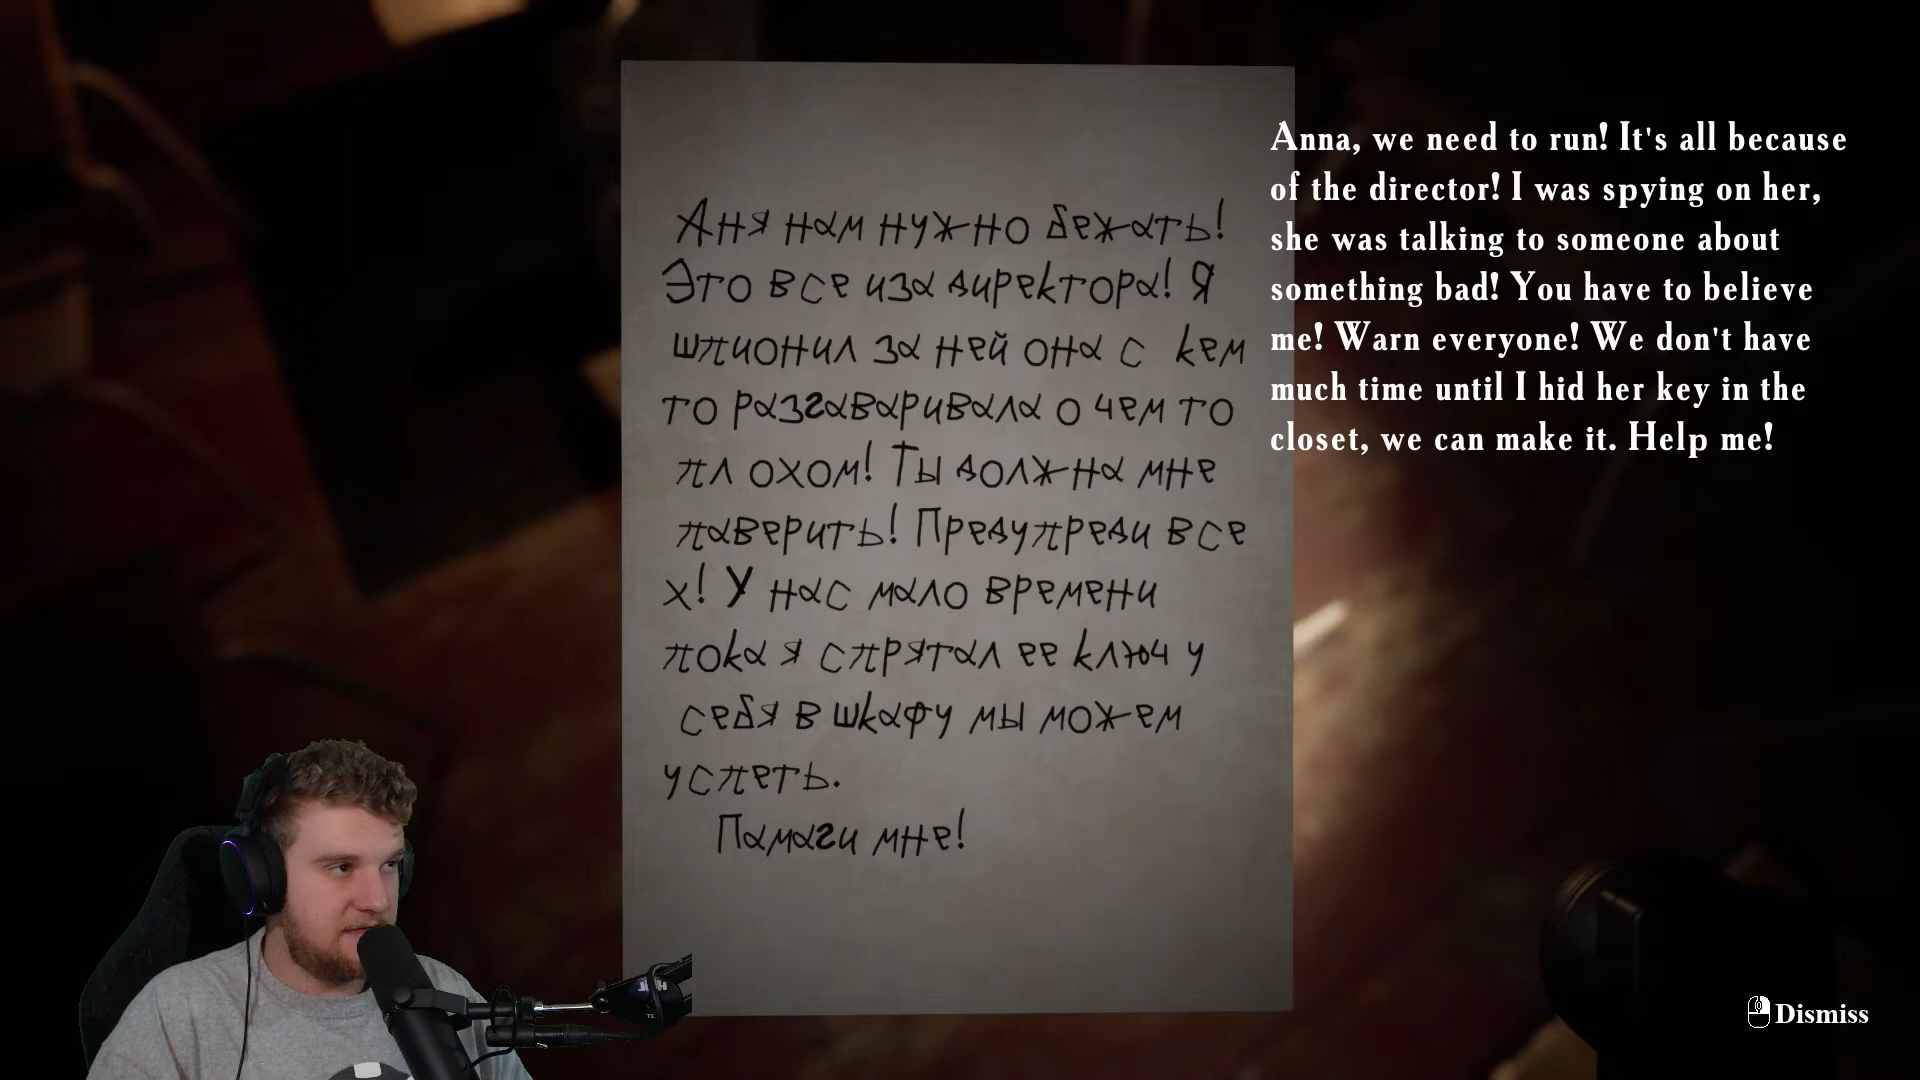 Аня нам нужно бежать!
Это все иза директора! Я
шпионил за ней она с кем
то разгаваривала о чем то
пл охом! Ты должна мне
паверить! Предупреди все
х! У нас мало времени
пока я спрятал ее ключ у
себя в шкафу мы можем
успеть.
Памаги мне!
Anna, we need to run! It's all because
of the director! I was spying on her,
she was talking to someone about
something bad! You have to believe
me! Warn everyone! We don't have
much time until I hid her key in the
closet, we can make it. Help me!
Dismiss